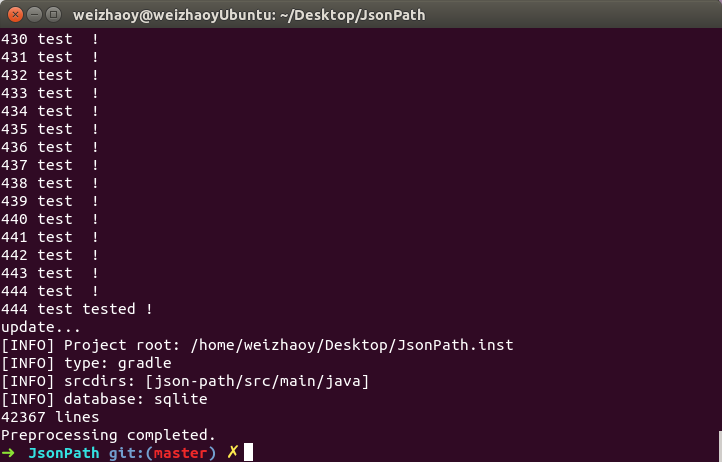 weizhaoy@weizhaoyUbuntu: ~/Desktop/JsonPath
430 test  !
431 test  !
432 test  !
433 test  !
434 test  !
435 test  !
436 test  !
437 test  !
438 test  !
439 test  !
440 test  !
441 test  !
442 test  !
443 test  !
444 test  !
444 test tested !
update...
[INFO] Project root: /home/weizhaoy/Desktop/JsonPath.inst
[INFO] type: gradle
[INFO] srcdirs: [json-path/src/main/java]
[INFO] database: sqlite
42367 lines
Preprocessing completed.
➜  JsonPath git:(master) ✗